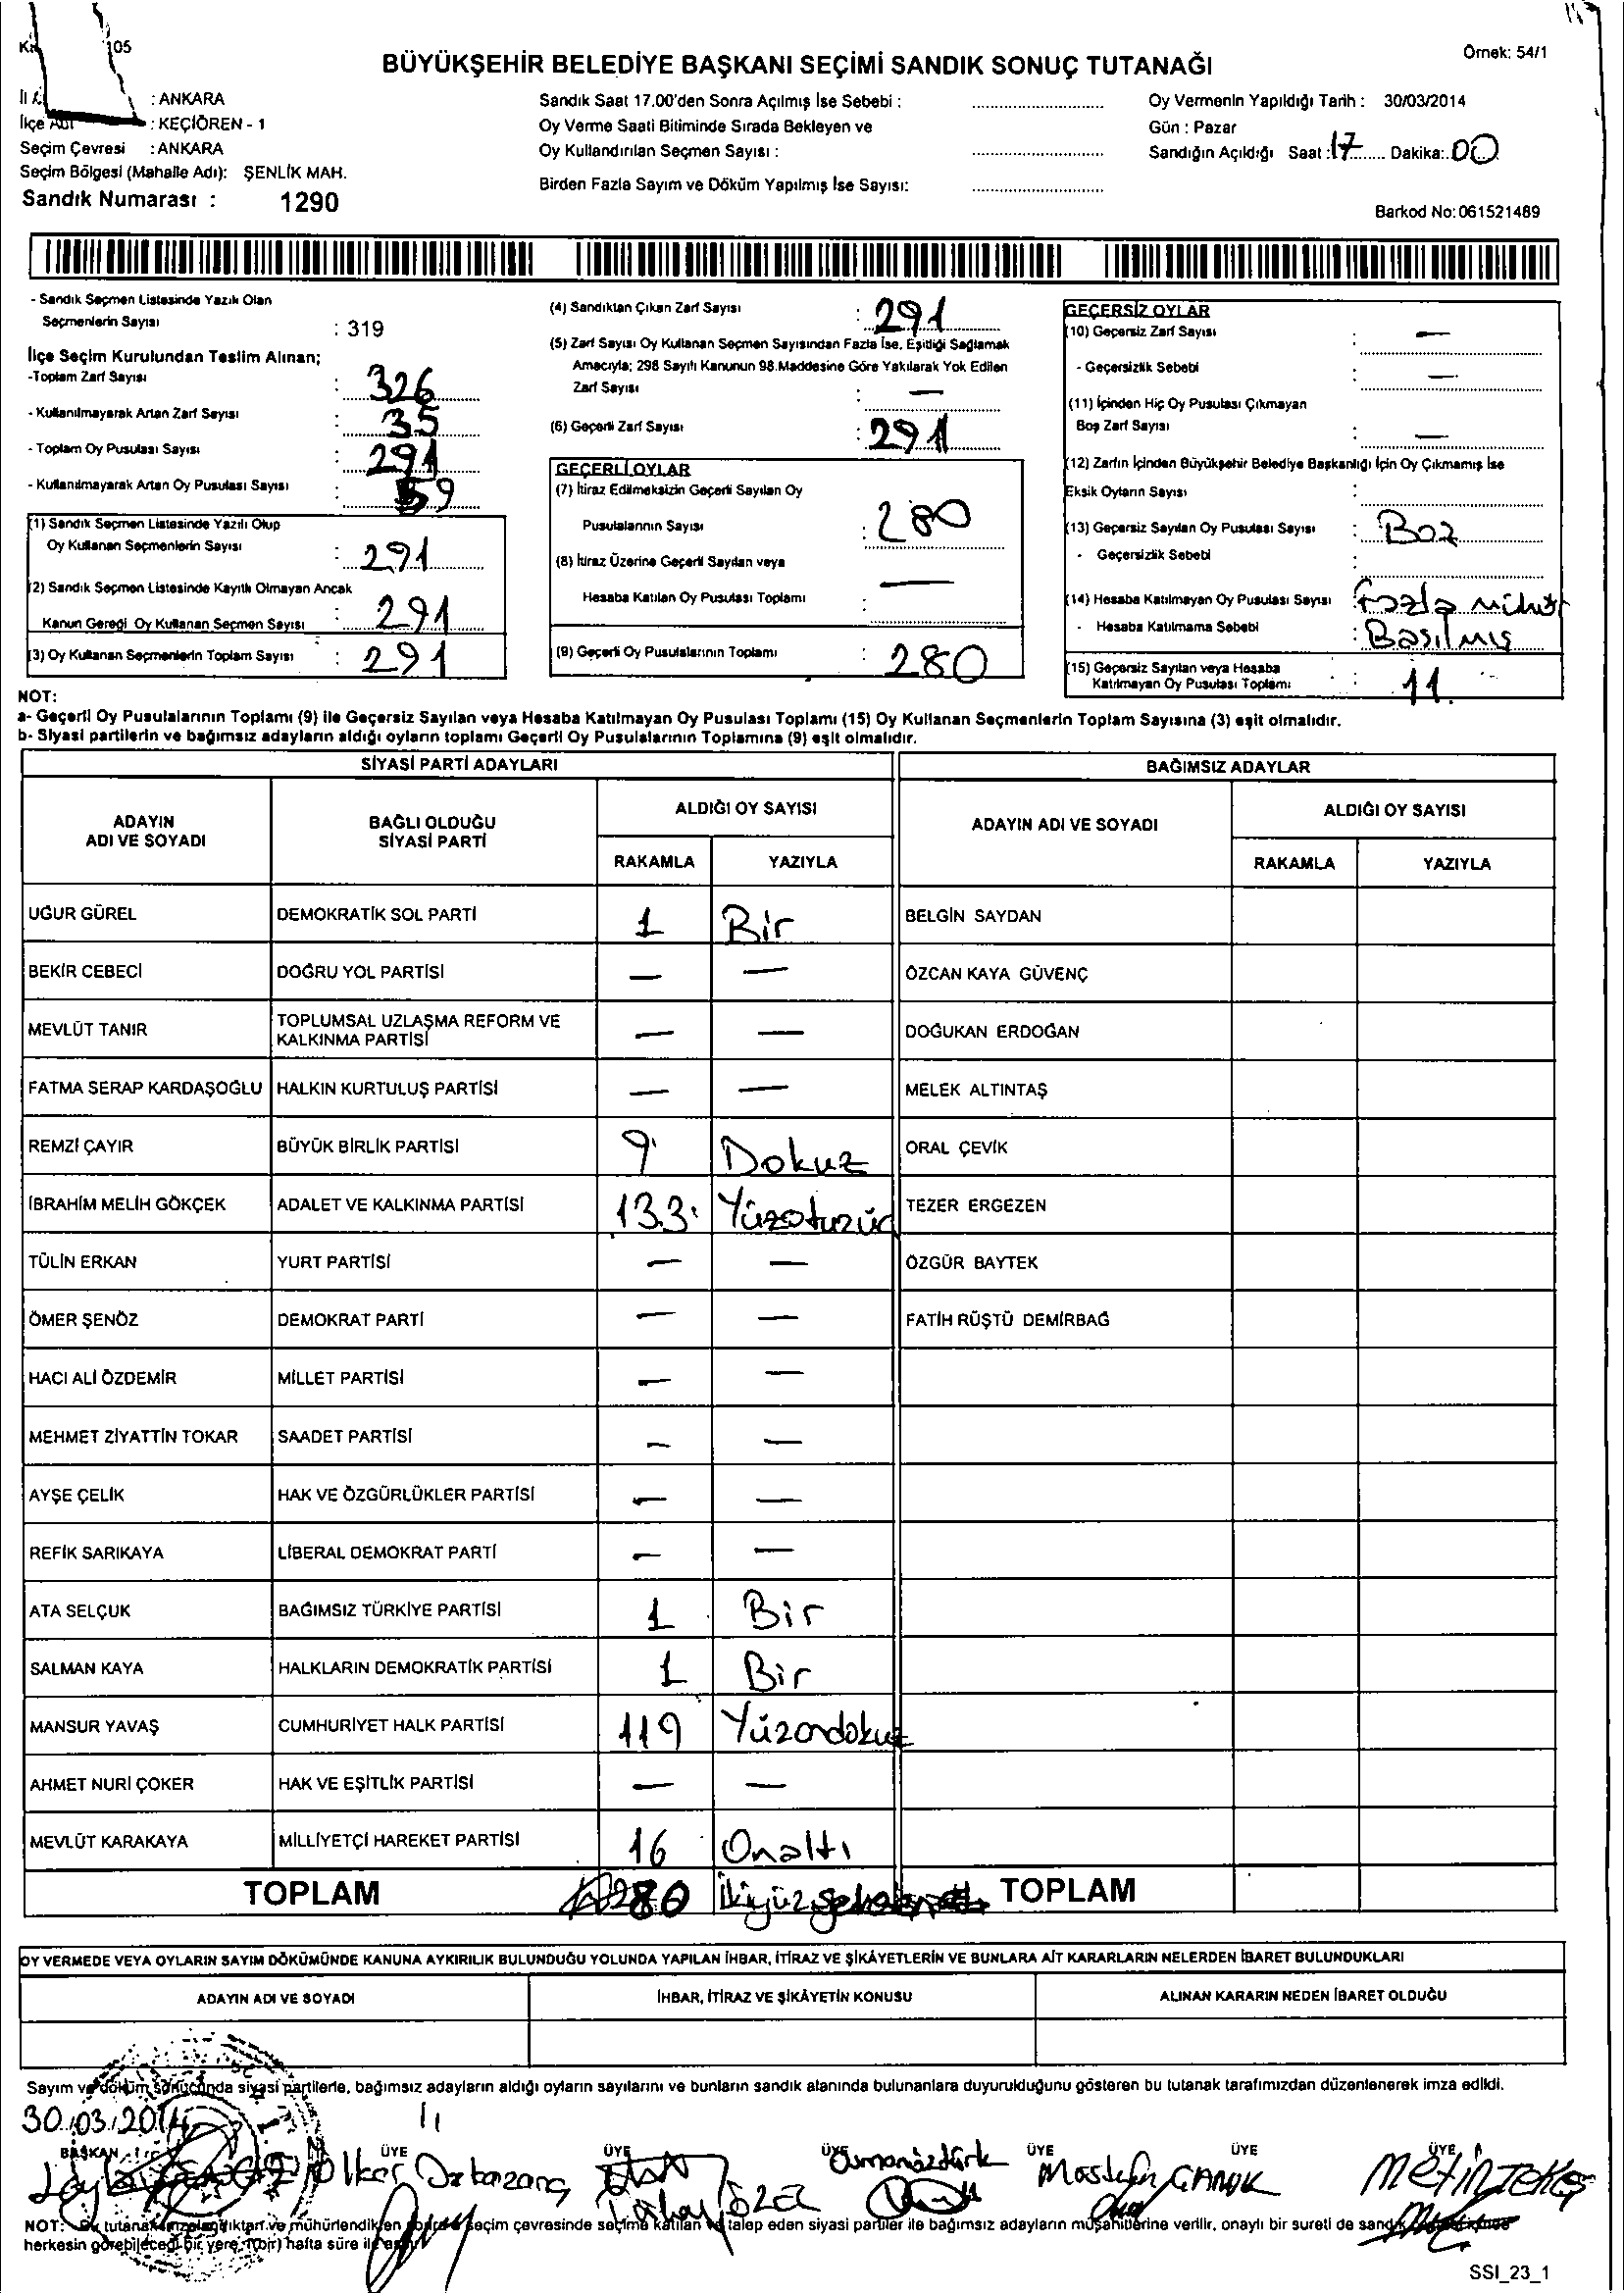 05
Örnek: 54/1
BÜYÜKŞEHİR BELEDİYE BAŞKANI SEÇİMİ SANDIK SONUÇ TUTANAĞI
: ANKARA
İlçe Adı : KEÇİÖREN - 1
Seçim Çevresi : ANKARA
Seçim Bölgesi (Mahalle Adı): ŞENLİK MAH.
Sandık Numarası : 1290
Sandık Saat 17.00'den Sonra Açılmış İse Sebebi :
Oy Verme Saati Bitiminde Sırada Bekleyen ve
Oy Kullandırılan Seçmen Sayısı :
Birden Fazla Sayım ve Döküm Yapılmış İse Sayısı:
Oy Vermenin Yapıldığı Tarih : 30/03/2014
Gün : Pazar
Sandığın Açıldığı Saat : 17 Dakika: 00
Barkod No: 061521489
- Sandık Seçmen Listesinde Yazılı Olan
Seçmenlerin Sayısı : 319
İlçe Seçim Kurulundan Teslim Alınan;
-Toplam Zarf Sayısı : 326
- Kullanılmayarak Artan Zarf Sayısı : 35
- Toplam Oy Pusulası Sayısı : 291
- Kullanılmayarak Artan Oy Pusulası Sayısı : 59
(1) Sandık Seçmen Listesinde Yazılı Olup
Oy Kullanan Seçmenlerin Sayısı : 291
(2) Sandık Seçmen Listesinde Kayıtlı Olmayan Ancak
Kanun Gereği Oy Kullanan Seçmen Sayısı : 291
(3) Oy Kullanan Seçmenlerin Toplam Sayısı : 291
(4) Sandıktan Çıkan Zarf Sayısı : 291
(5) Zarf Sayısı Oy Kullanan Seçmen Sayısından Fazla İse, Eşitliği Sağlamak
Amacıyla; 298 Sayılı Kanunun 98.Maddesine Göre Yakılarak Yok Edilen
Zarf Sayısı : —
(6) Geçerli Zarf Sayısı : 291
GEÇERLİ OYLAR
(7) İtiraz Edilmeksizin Geçerli Sayılan Oy
Pusulalarının Sayısı : 280
(8) İtiraz Üzerine Geçerli Sayılan veya
Hesaba Katılan Oy Pusulası Toplamı : —
(9) Geçerli Oy Pusulalarının Toplamı : 280
GEÇERSİZ OYLAR
(10) Geçersiz Zarf Sayısı : —
- Geçersizlik Sebebi : —
(11) İçinden Hiç Oy Pusulası Çıkmayan
Boş Zarf Sayısı : —
(12) Zarfın İçinden Büyükşehir Belediye Başkanlığı İçin Oy Çıkmamış İse
Eksik Oyların Sayısı :
(13) Geçersiz Sayılan Oy Pusulası Sayısı :
- Geçersizlik Sebebi :
(14) Hesaba Katılmayan Oy Pusulası Sayısı : Fazla Mühür
- Hesaba Katılmama Sebebi : Basılmış
(15) Geçersiz Sayılan veya Hesaba
Katılmayan Oy Pusulası Toplamı : 11
NOT:
a- Geçerli Oy Pusulalarının Toplamı (9) ile Geçersiz Sayılan veya Hesaba Katılmayan Oy Pusulası Toplamı (15) Oy Kullanan Seçmenlerin Toplam Sayısına (3) eşit olmalıdır.
b- Siyasi partilerin ve bağımsız adayların aldığı oyların toplamı Geçerli Oy Pusulalarının Toplamına (9) eşit olmalıdır.
SİYASİ PARTİ ADAYLARI
BAĞIMSIZ ADAYLAR
ADAYIN ADI VE SOYADI
BAĞLI OLDUĞU SİYASİ PARTİ
ALDIĞI OY SAYISI
RAKAMLA YAZIYLA
ADAYIN ADI VE SOYADI
ALDIĞI OY SAYISI
RAKAMLA YAZIYLA
UĞUR GÜREL DEMOKRATİK SOL PARTİ 1 Bir BELGİN SAYDAN
BEKİR CEBECİ DOĞRU YOL PARTİSİ — — ÖZCAN KAYA GÜVENÇ
MEVLÜT TANIR TOPLUMSAL UZLAŞMA REFORM VE KALKINMA PARTİSİ — — DOĞUKAN ERDOĞAN
FATMA SERAP KARDAŞOĞLU HALKIN KURTULUŞ PARTİSİ — — MELEK ALTINTAŞ
REMZİ ÇAYIR BÜYÜK BİRLİK PARTİSİ 9 Dokuz ORAL ÇEVİK
İBRAHİM MELİH GÖKÇEK ADALET VE KALKINMA PARTİSİ 133 Yüzotuzüç TEZER ERGEZEN
TÜLİN ERKAN YURT PARTİSİ — — ÖZGÜR BAYTEK
ÖMER ŞENÖZ DEMOKRAT PARTİ — — FATİH RÜŞTÜ DEMİRBAĞ
HACI ALİ ÖZDEMİR MİLLET PARTİSİ — —
MEHMET ZİYATTİN TOKAR SAADET PARTİSİ — —
AYŞE ÇELİK HAK VE ÖZGÜRLÜKLER PARTİSİ — —
REFİK SARIKAYA LİBERAL DEMOKRAT PARTİ — —
ATA SELÇUK BAĞIMSIZ TÜRKİYE PARTİSİ 1 Bir
SALMAN KAYA HALKLARIN DEMOKRATİK PARTİSİ 1 Bir
MANSUR YAVAŞ CUMHURİYET HALK PARTİSİ 119 Yüzondokuz
AHMET NURİ ÇOKER HAK VE EŞİTLİK PARTİSİ — —
MEVLÜT KARAKAYA MİLLİYETÇİ HAREKET PARTİSİ 16 Onaltı
TOPLAM 280 İkiyüzseksen TOPLAM
OY VERMEDE VEYA OYLARIN SAYIM DÖKÜMÜNDE KANUNA AYKIRILIK BULUNDUĞU YOLUNDA YAPILAN İHBAR, İTİRAZ VE ŞİKÂYETLERİN VE BUNLARA AİT KARARLARIN NELERDEN İBARET BULUNDUKLARI
ADAYIN ADI VE SOYADI İHBAR, İTİRAZ VE ŞİKÂYETİN KONUSU ALINAN KARARIN NEDEN İBARET OLDUĞU
Sayım ve döküm sonucunda siyasi partilerle, bağımsız adayların aldığı oyların sayılarını ve bunların sandık alanında bulunanlara duyurulduğunu gösteren bu tutanak tarafımızdan düzenlenerek imza edildi.
30/03/2014
BAŞKAN ÜYE ÜYE ÜYE ÜYE ÜYE ÜYE
Osman öztürk
Metin
NOT: Bu tutanak imzalandıktan ve mühürlendikten sonra seçim çevresinde seçime katılan ve talep eden siyasi partiler ile bağımsız adayların müşahitlerine verilir, onaylı bir sureti de sandık
herkesin görebileceği bir yere 1(bir) hafta süre ile asılır
SSI_23_1